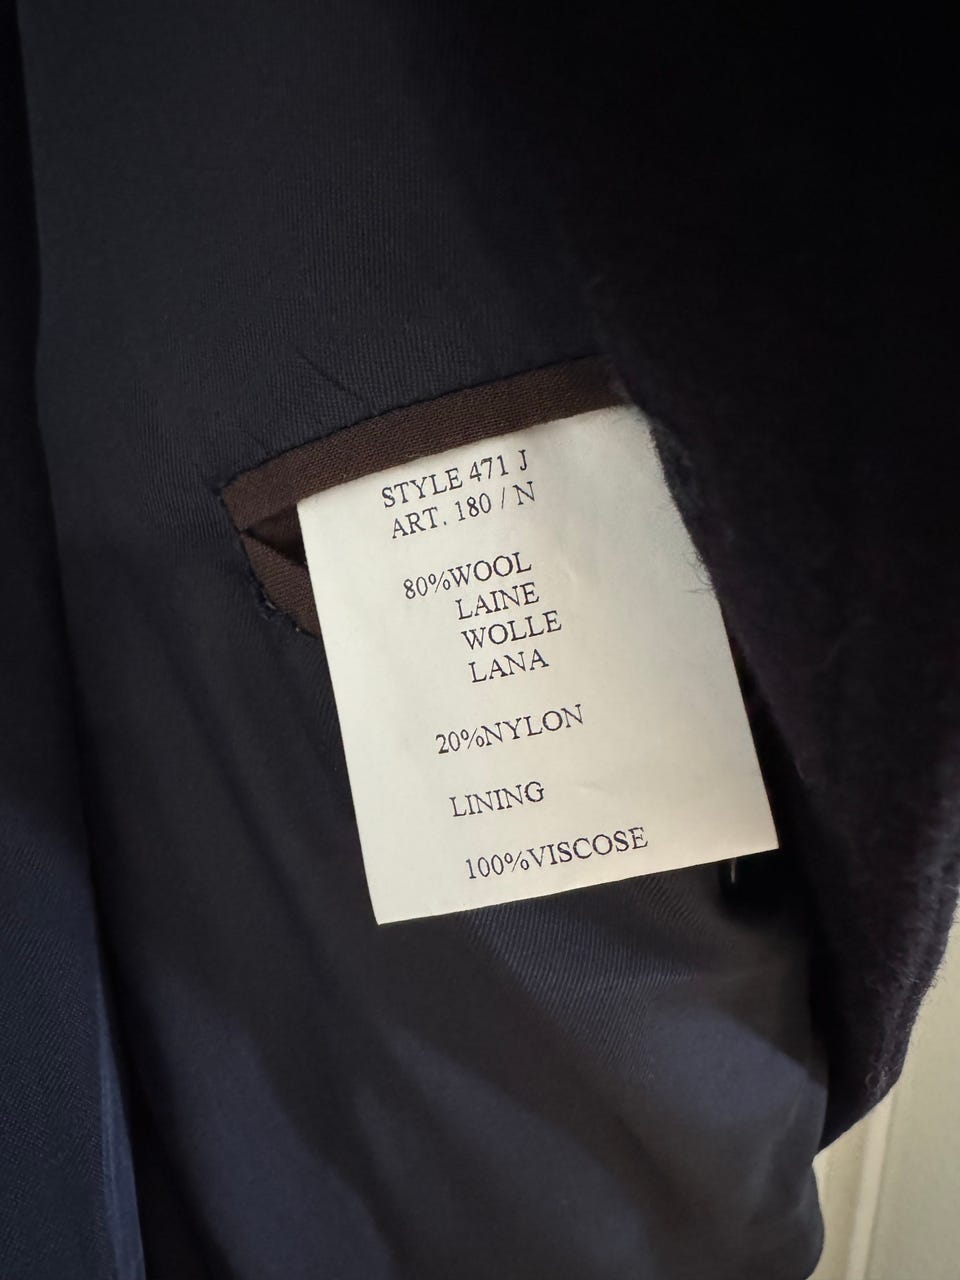 STYLE 471 J
ART. 180 / N
80%WOOL
LAINE
WOLLE
LANA
20%NYLON
LINING
100%VISCOSE